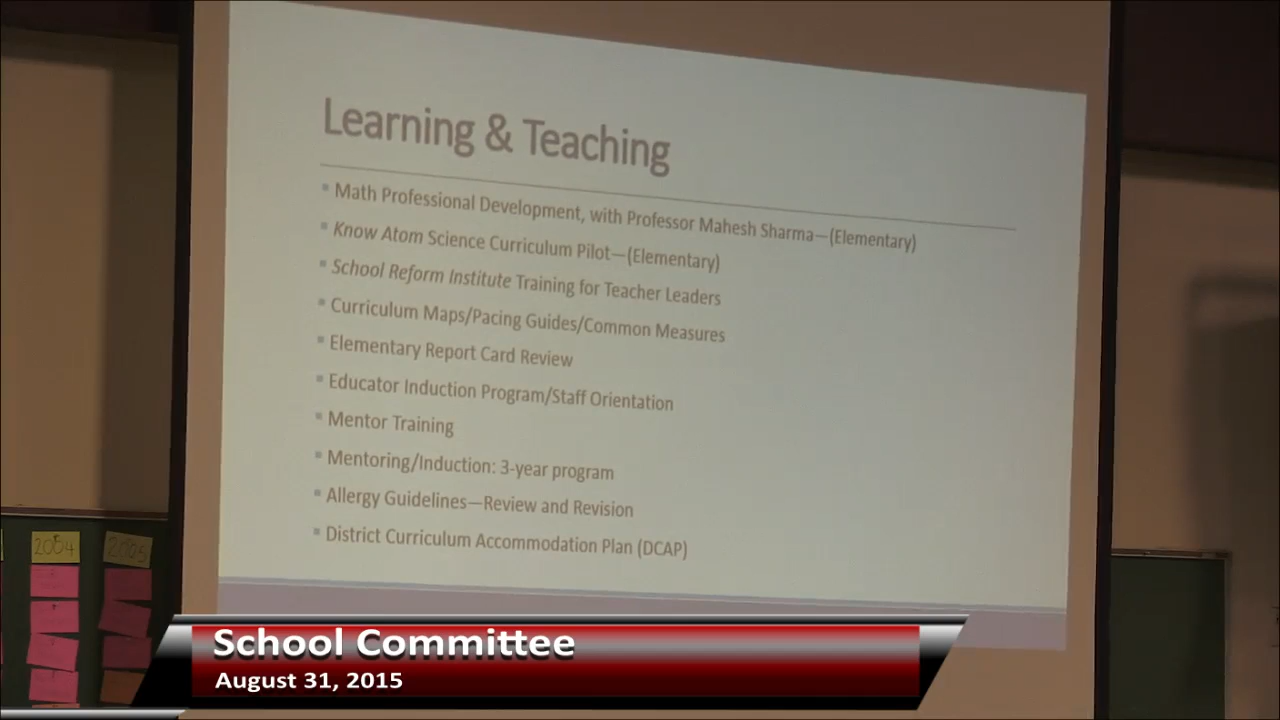 Learning & Teaching
Math Professional Development, with Professor Mahesh Sharma—(Elementary)
Know Atom Science Curriculum Pilot—(Elementary)
School Reform Institute Training for Teacher Leaders
Curriculum Maps/Pacing Guides/Common Measures
Elementary Report Card Review
Educator Induction Program/Staff Orientation
Mentor Training
Mentoring/Induction: 3-year program
Allergy Guidelines—Review and Revision
District Curriculum Accommodation Plan (DCAP)
2004
2005
School Committee
August 31, 2015